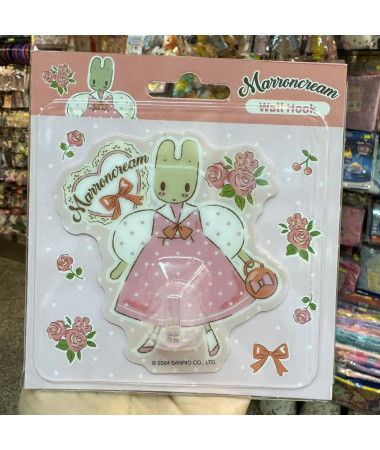 Marroncream
Wall Hook
Marroncream
© 2024 SANRIO CO., LTD.